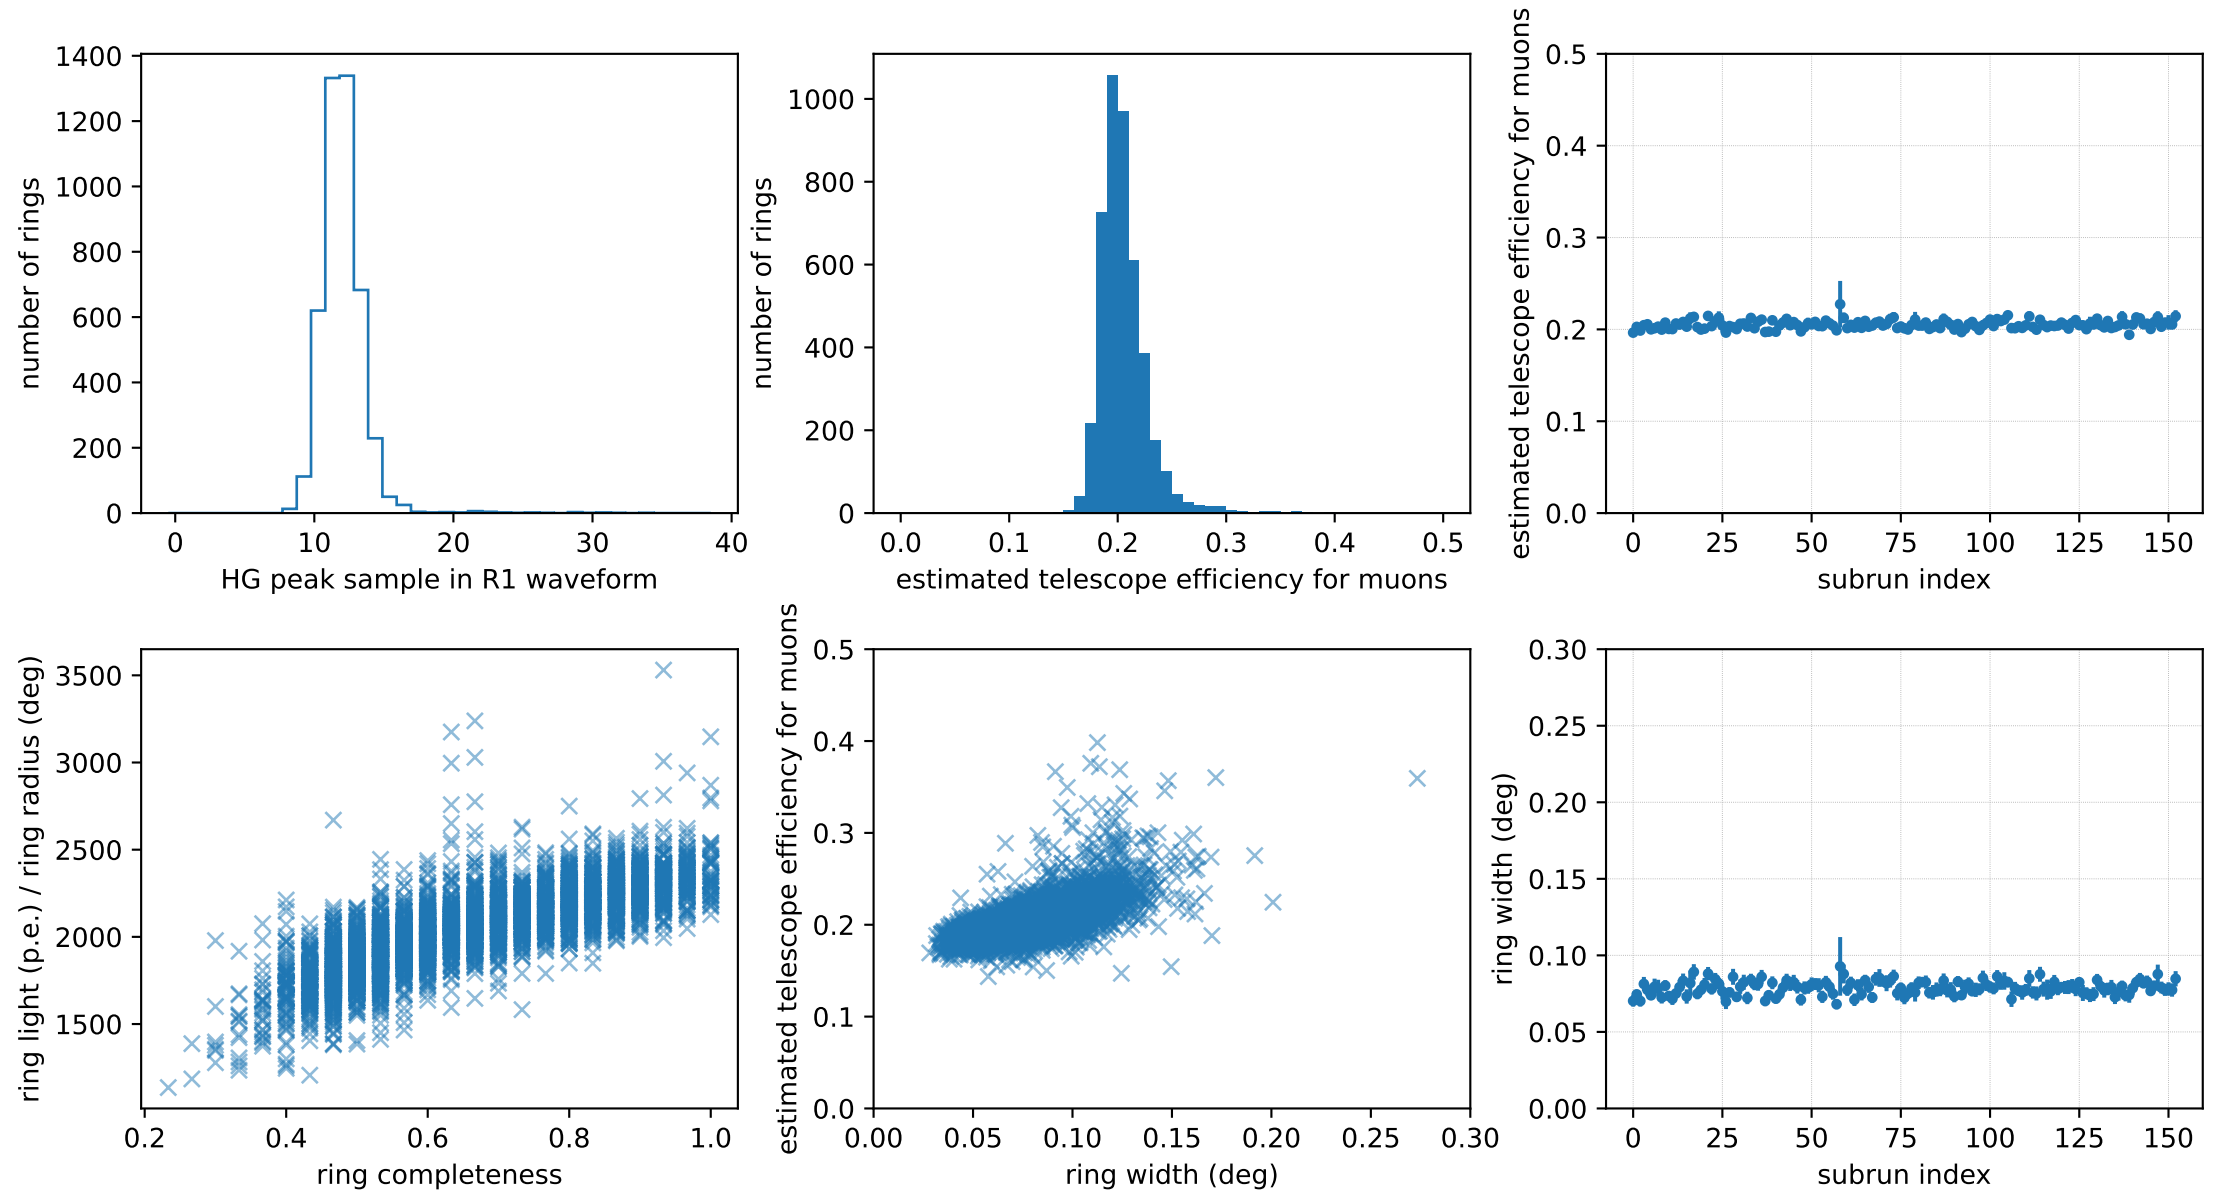 1400
1200
1000
800
600
400
200
0
number of rings
0 10 20 30 40
HG peak sample in R1 waveform
1000
800
600
400
200
0
number of rings
0.0 0.1 0.2 0.3 0.4 0.5
estimated telescope efficiency for muons
0.5
0.4
0.3
0.2
0.1
0.0
estimated telescope efficiency for muons
0 25 50 75 100 125 150
subrun index
3500
3000
2500
2000
1500
ring light (p.e.) / ring radius (deg)
0.2 0.4 0.6 0.8 1.0
ring completeness
0.5
0.4
0.3
0.2
0.1
0.0
estimated telescope efficiency for muons
0.00 0.05 0.10 0.15 0.20 0.25 0.30
ring width (deg)
0.30
0.25
0.20
0.15
0.10
0.05
0.00
ring width (deg)
0 25 50 75 100 125 150
subrun index